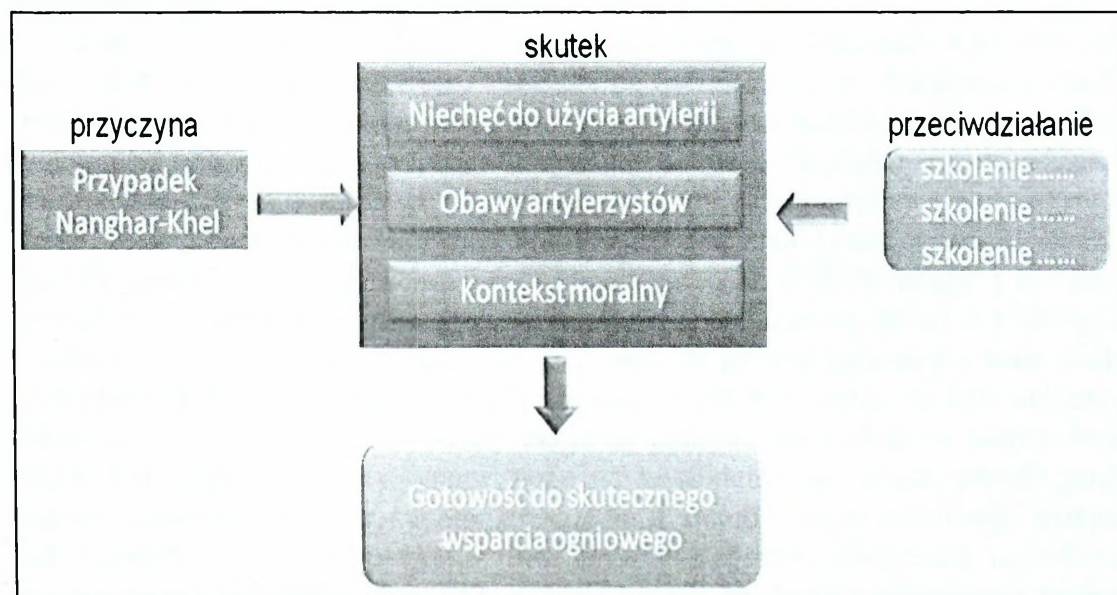 skutek
przyczyna
Przypadek
Nanghar-Khel
Niechęć do użycia artylerii
Obawy artylerzystów
Kontekst moralny
przeciwdziałanie
szkolenie ......
szkolenie ......
szkolenie ......
Gotowość do skutecznego
wsparcia ogniowego